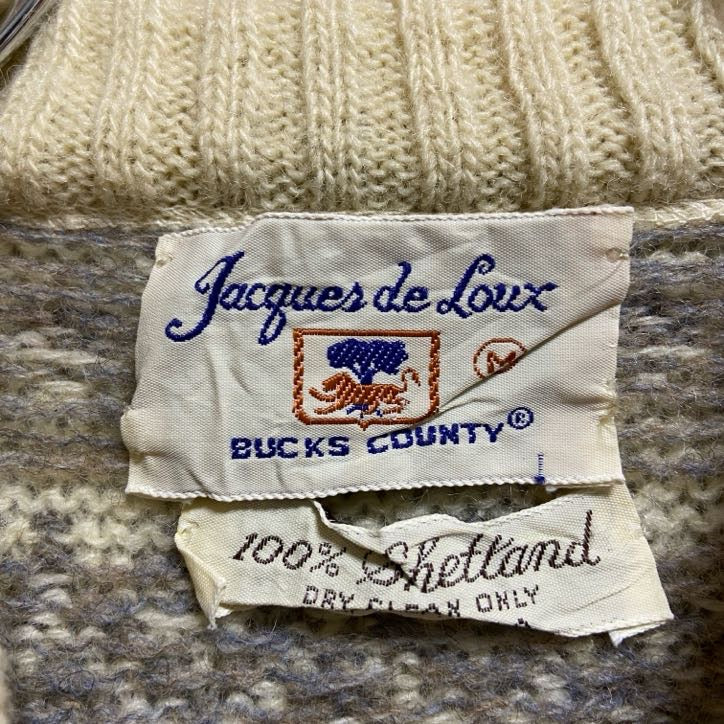 Jacques de Loux
M
BUCKS COUNTY®
100% Shetland
DRY CLEAN ONLY